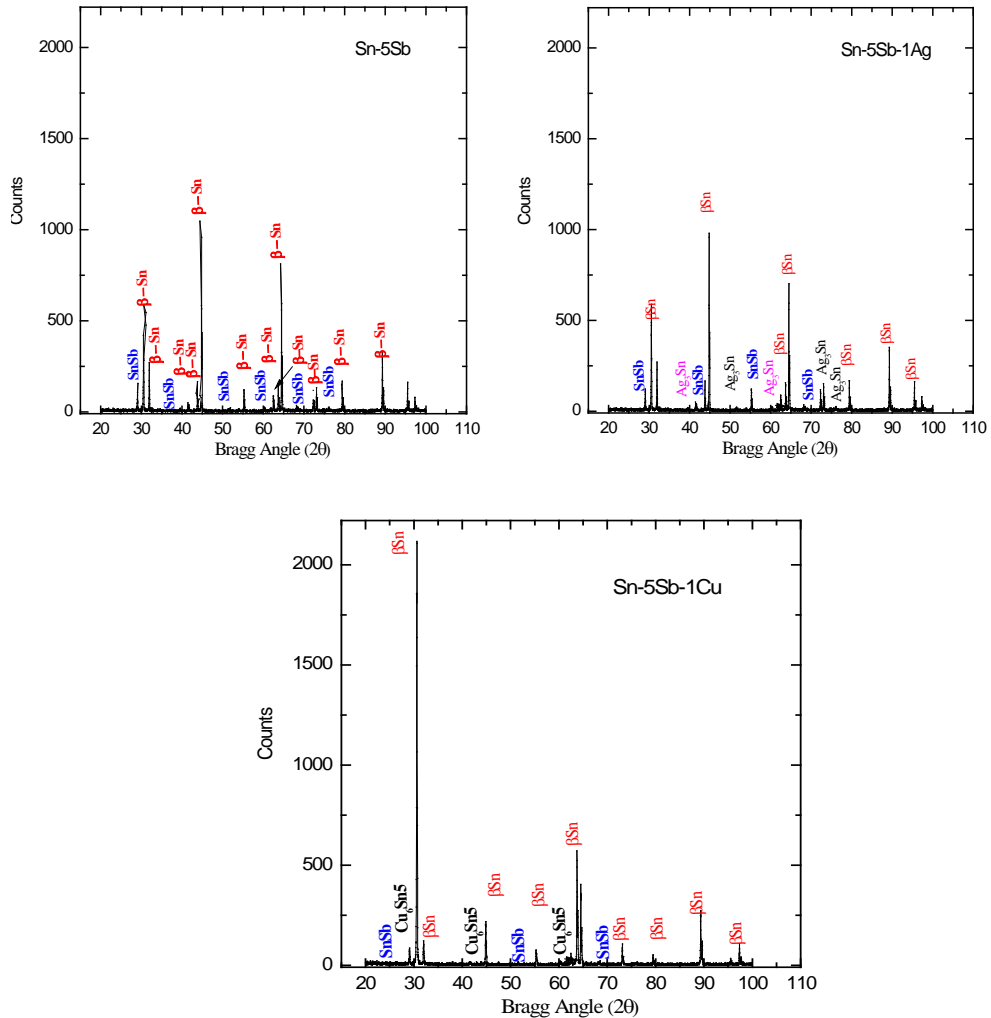 Sn-5Sb
2000
1500
1000
500
0
Counts
SnSb
β–Sn
β–Sn
SnSb
β–Sn
β–Sn
β–Sn
SnSb
β–Sn
SnSb
β–Sn
β–Sn
SnSb
β–Sn
β–Sn
SnSb
β–Sn
β–Sn
20 30 40 50 60 70 80 90 100 110
Bragg Angle (2θ)
Sn-5Sb-1Ag
2000
1500
1000
500
0
Counts
SnSb
βSn
Ag3Sn
SnSb
βSn
Ag3Sn
SnSb
Ag3Sn
βSn
βSn
SnSb
Ag3Sn
Ag3Sn
βSn
βSn
βSn
20 30 40 50 60 70 80 90 100 110
Bragg Angle (2θ)
Sn-5Sb-1Cu
2000
1500
1000
500
0
Counts
SnSb
Cu6Sn5
βSn
βSn
Cu6Sn5
βSn
SnSb
βSn
Cu6Sn5
βSn
SnSb
βSn
βSn
βSn
βSn
20 30 40 50 60 70 80 90 100 110
Bragg Angle (2θ)